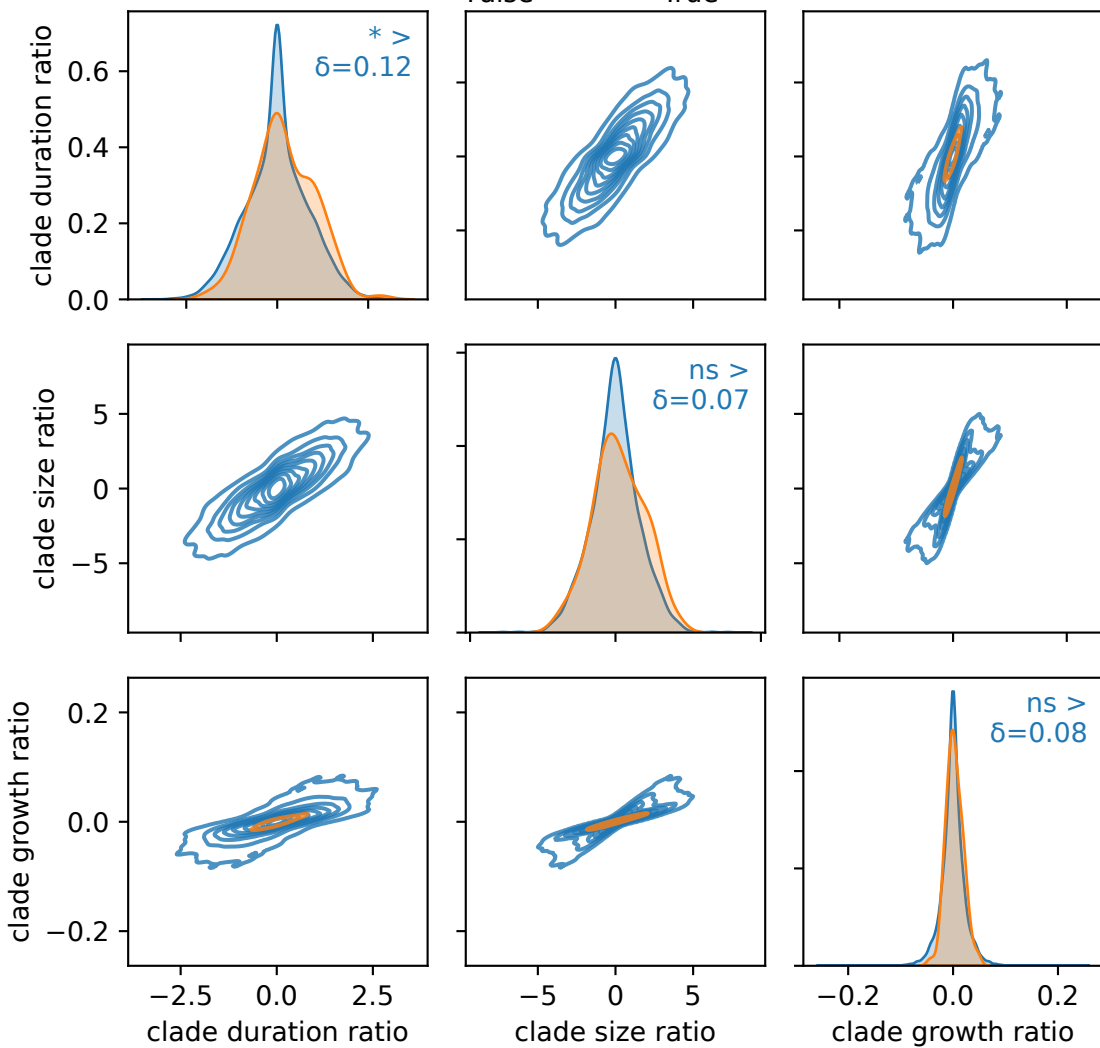 clade duration ratio
0.6
0.4
0.2
0.0
* >
δ=0.12
clade size ratio
5
0
−5
ns >
δ=0.07
clade growth ratio
0.2
0.0
−0.2
ns >
δ=0.08
−2.5 0.0 2.5
−5 0 5
−0.2 0.0 0.2
clade duration ratio
clade size ratio
clade growth ratio